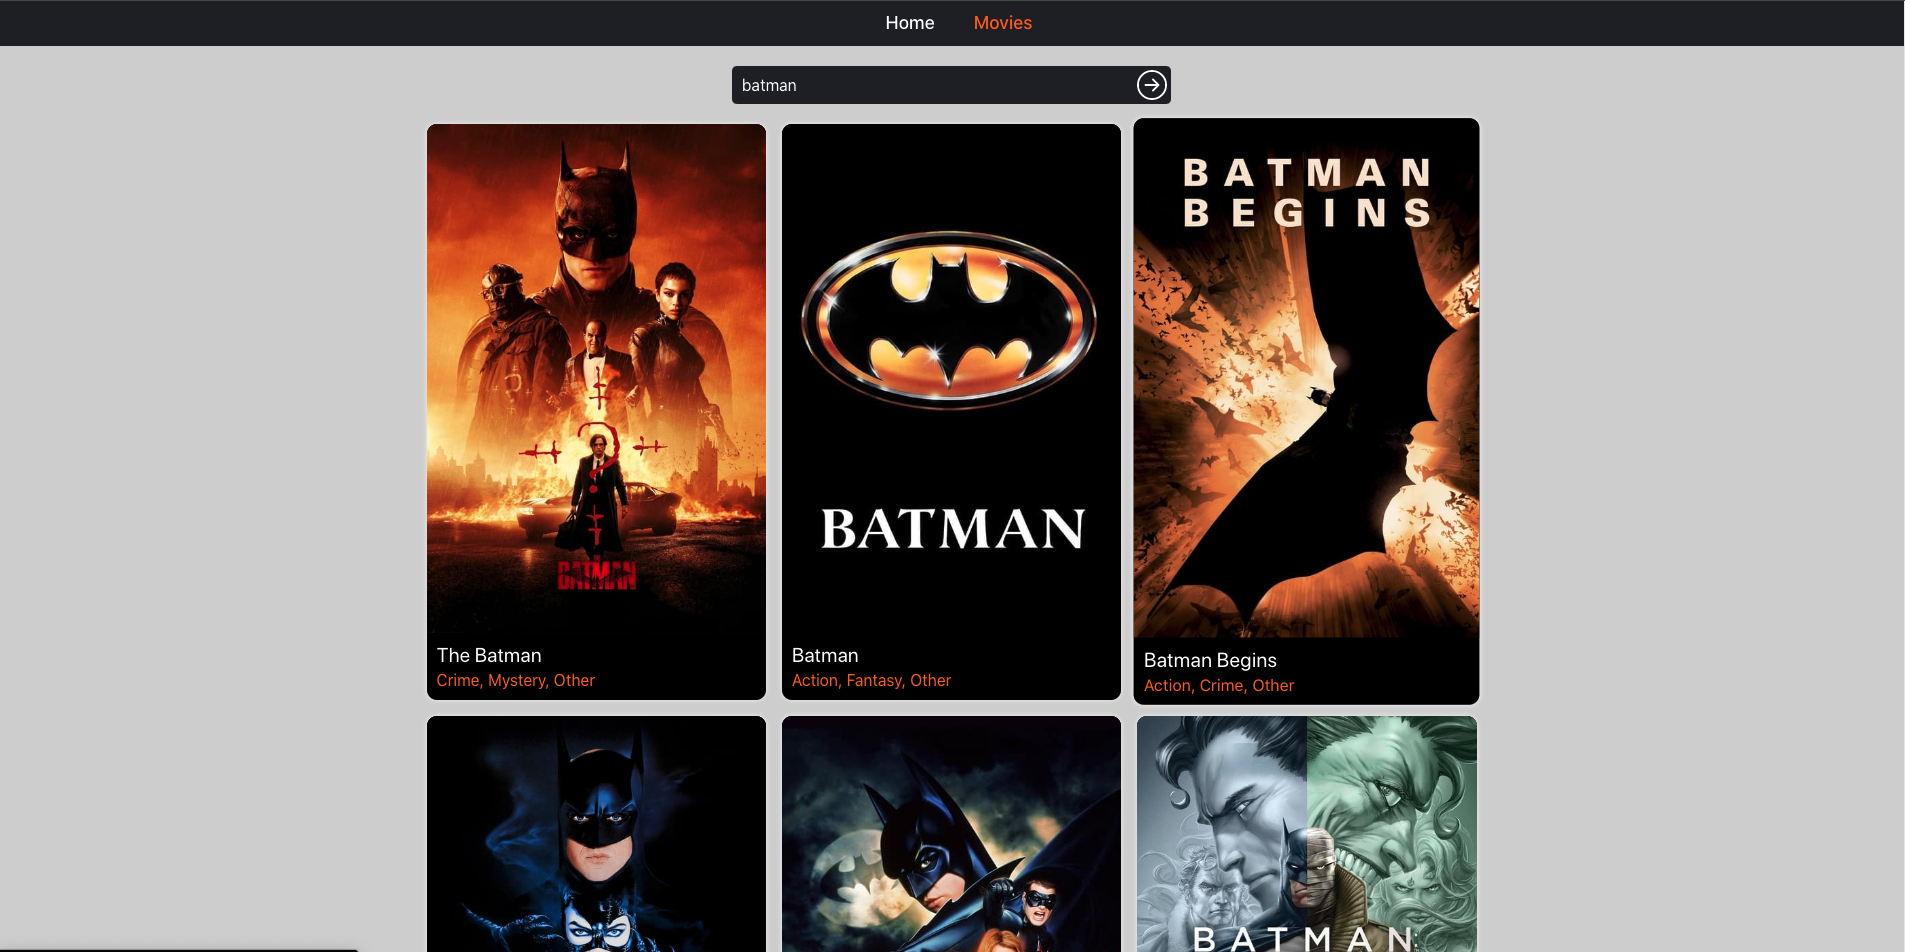 Home Movies
batman
BATMAN
BATMAN
BATMAN
BEGINS
The Batman
Crime, Mystery, Other
Batman
Action, Fantasy, Other
Batman Begins
Action, Crime, Other
BATMAN